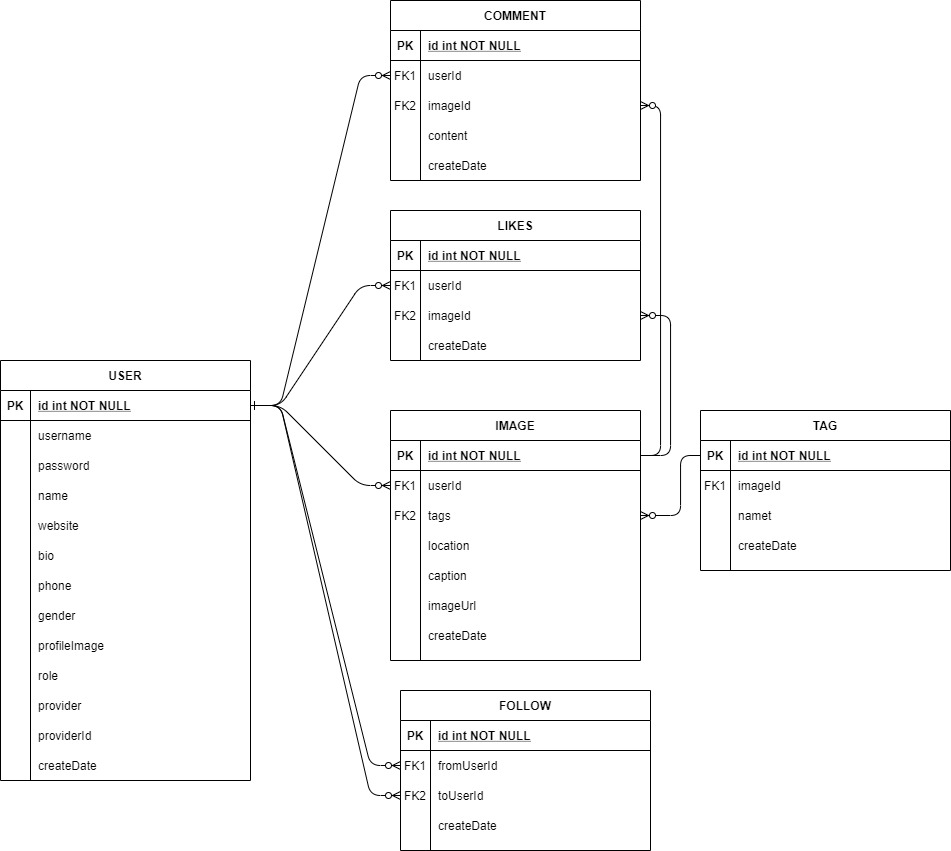 COMMENT
PK id int NOT NULL
FK1 userId
FK2 imageId
content
createDate
LIKES
PK id int NOT NULL
FK1 userId
FK2 imageId
createDate
USER
PK id int NOT NULL
username
password
name
website
bio
phone
gender
profileImage
role
provider
providerId
createDate
IMAGE
PK id int NOT NULL
FK1 userId
FK2 tags
location
caption
imageUrl
createDate
TAG
PK id int NOT NULL
FK1 imageId
namet
createDate
FOLLOW
PK id int NOT NULL
FK1 fromUserId
FK2 toUserId
createDate